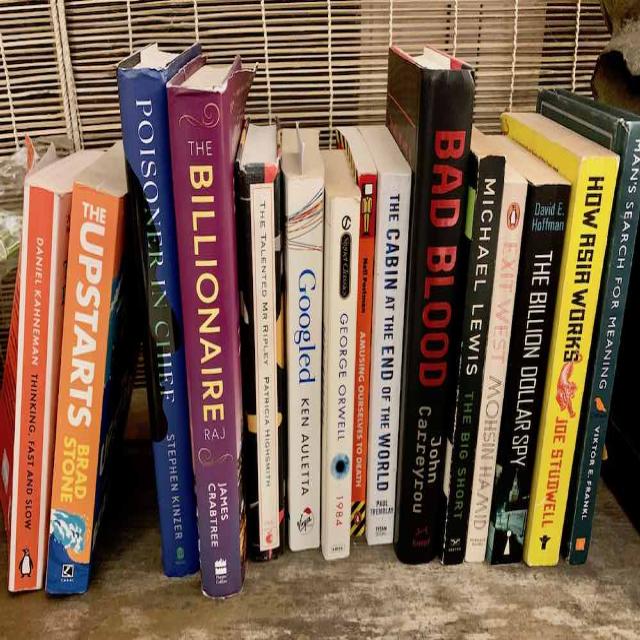 DANIEL KAHNEMAN THINKING, FAST AND SLOW
THE UPSTARTS BRAD STONE
POISONER IN CHIEF STEPHEN KINZER
THE BILLIONAIRE RAJ JAMES CRABTREE
THE TALENTED MR RIPLEY PATRICIA HIGHSMITH
Googled KEN AULETTA
Signet Classics GEORGE ORWELL 1984
Neil Postman AMUSING OURSELVES TO DEATH
THE CABIN AT THE END OF THE WORLD PAUL TREMBLAY
BAD BLOOD John Carreyrou
MICHAEL LEWIS THE BIG SHORT
EXIT WEST MOHSIN HAMID
David E. Hoffman THE BILLION DOLLAR SPY
HOW ASIA WORKS JOE STUDWELL
MAN'S SEARCH FOR MEANING VIKTOR E. FRANKL